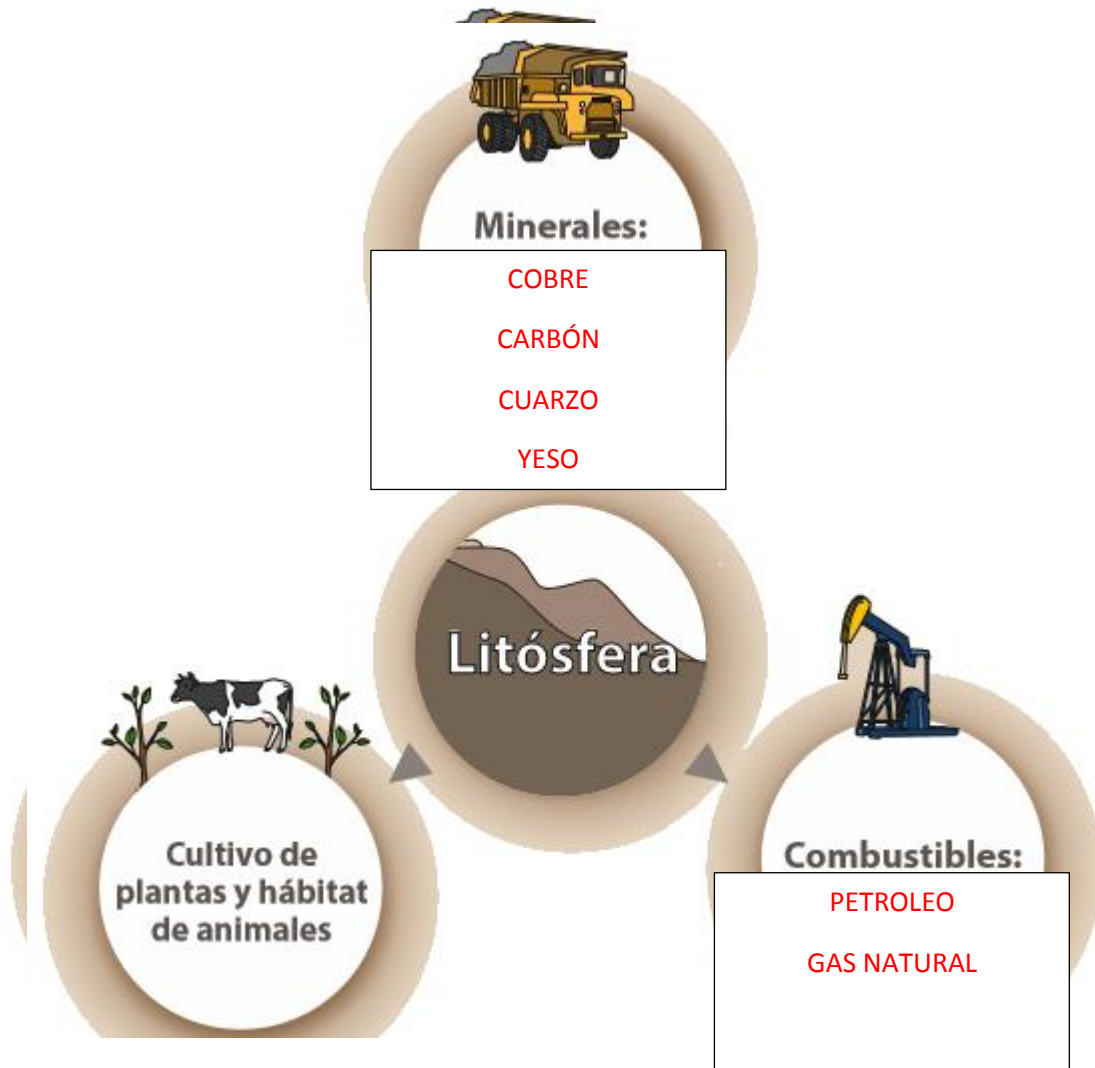 Minerales:
COBRE
CARBÓN
CUARZO
YESO
Litósfera
Cultivo de
plantas y hábitat
de animales
Combustibles:
PETROLEO
GAS NATURAL